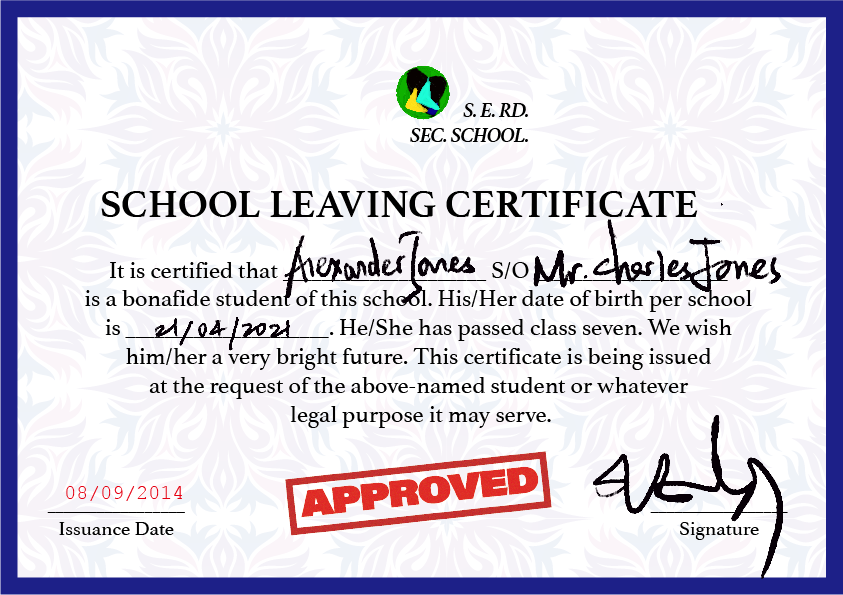 S. E. RD.
SEC. SCHOOL.
SCHOOL LEAVING CERTIFICATE
It is certified that Alexander Jones S/O Mr. Charles Jones
is a bonafide student of this school. His/Her date of birth per school
is 21/04/2021. He/She has passed class seven. We wish
him/her a very bright future. This certificate is being issued
at the request of the above-named student or whatever
legal purpose it may serve.
08/09/2014
APPROVED
Issuance Date
Signature